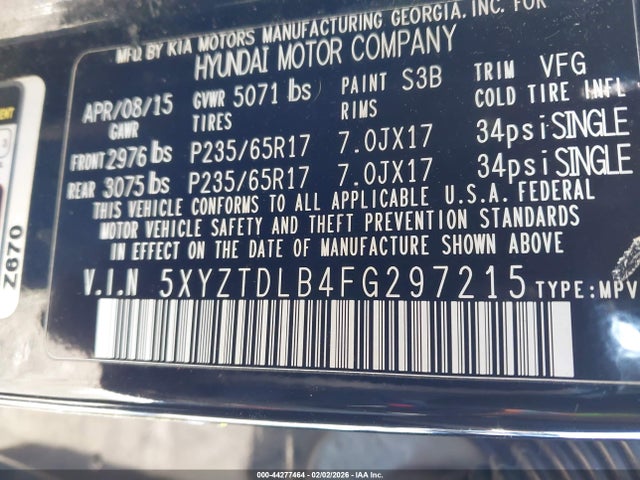 MFD. BY KIA MOTORS MANUFACTURING GEORGIA, INC. FOR
HYUNDAI MOTOR COMPANY
APR/08/15 GVWR 5071 lbs PAINT S3B TRIM VFG
GAWR TIRES RIMS COLD TIRE INFL
FRONT 2976 lbs P235/65R17 7.0JX17 34psi SINGLE
REAR 3075 lbs P235/65R17 7.0JX17 34psi SINGLE
THIS VEHICLE CONFORMS TO ALL APPLICABLE U.S.A. FEDERAL
MOTOR VEHICLE SAFETY AND THEFT PREVENTION STANDARDS
IN EFFECT ON THE DATE OF MANUFACTURE SHOWN ABOVE
V.I.N 5XYZTDLB4FG297215 TYPE:MPV
Z670
000-44277464 - 02/02/2026 - IAA Inc.